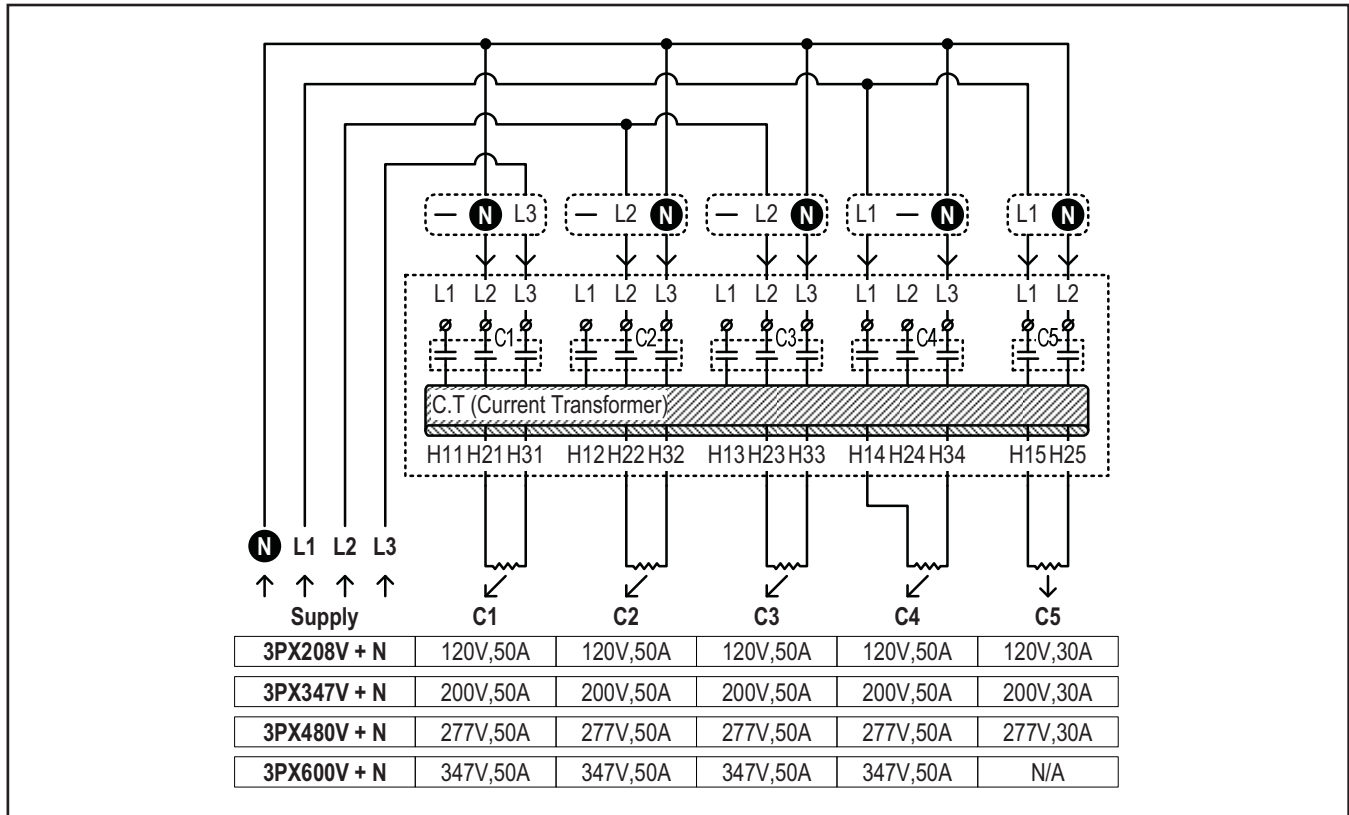 — N L3 — L2 N — L2 N L1 — N L1 N
L1 L2 L3 L1 L2 L3 L1 L2 L3 L1 L2 L3 L1 L2
C1 C2 C3 C4 C5
C.T (Current Transformer)
H11 H21 H31 H12 H22 H32 H13 H23 H33 H14 H24 H34 H15 H25
N L1 L2 L3
Supply C1 C2 C3 C4 C5
3PX208V + N 120V,50A 120V,50A 120V,50A 120V,50A 120V,30A
3PX347V + N 200V,50A 200V,50A 200V,50A 200V,50A 200V,30A
3PX480V + N 277V,50A 277V,50A 277V,50A 277V,50A 277V,30A
3PX600V + N 347V,50A 347V,50A 347V,50A 347V,50A N/A